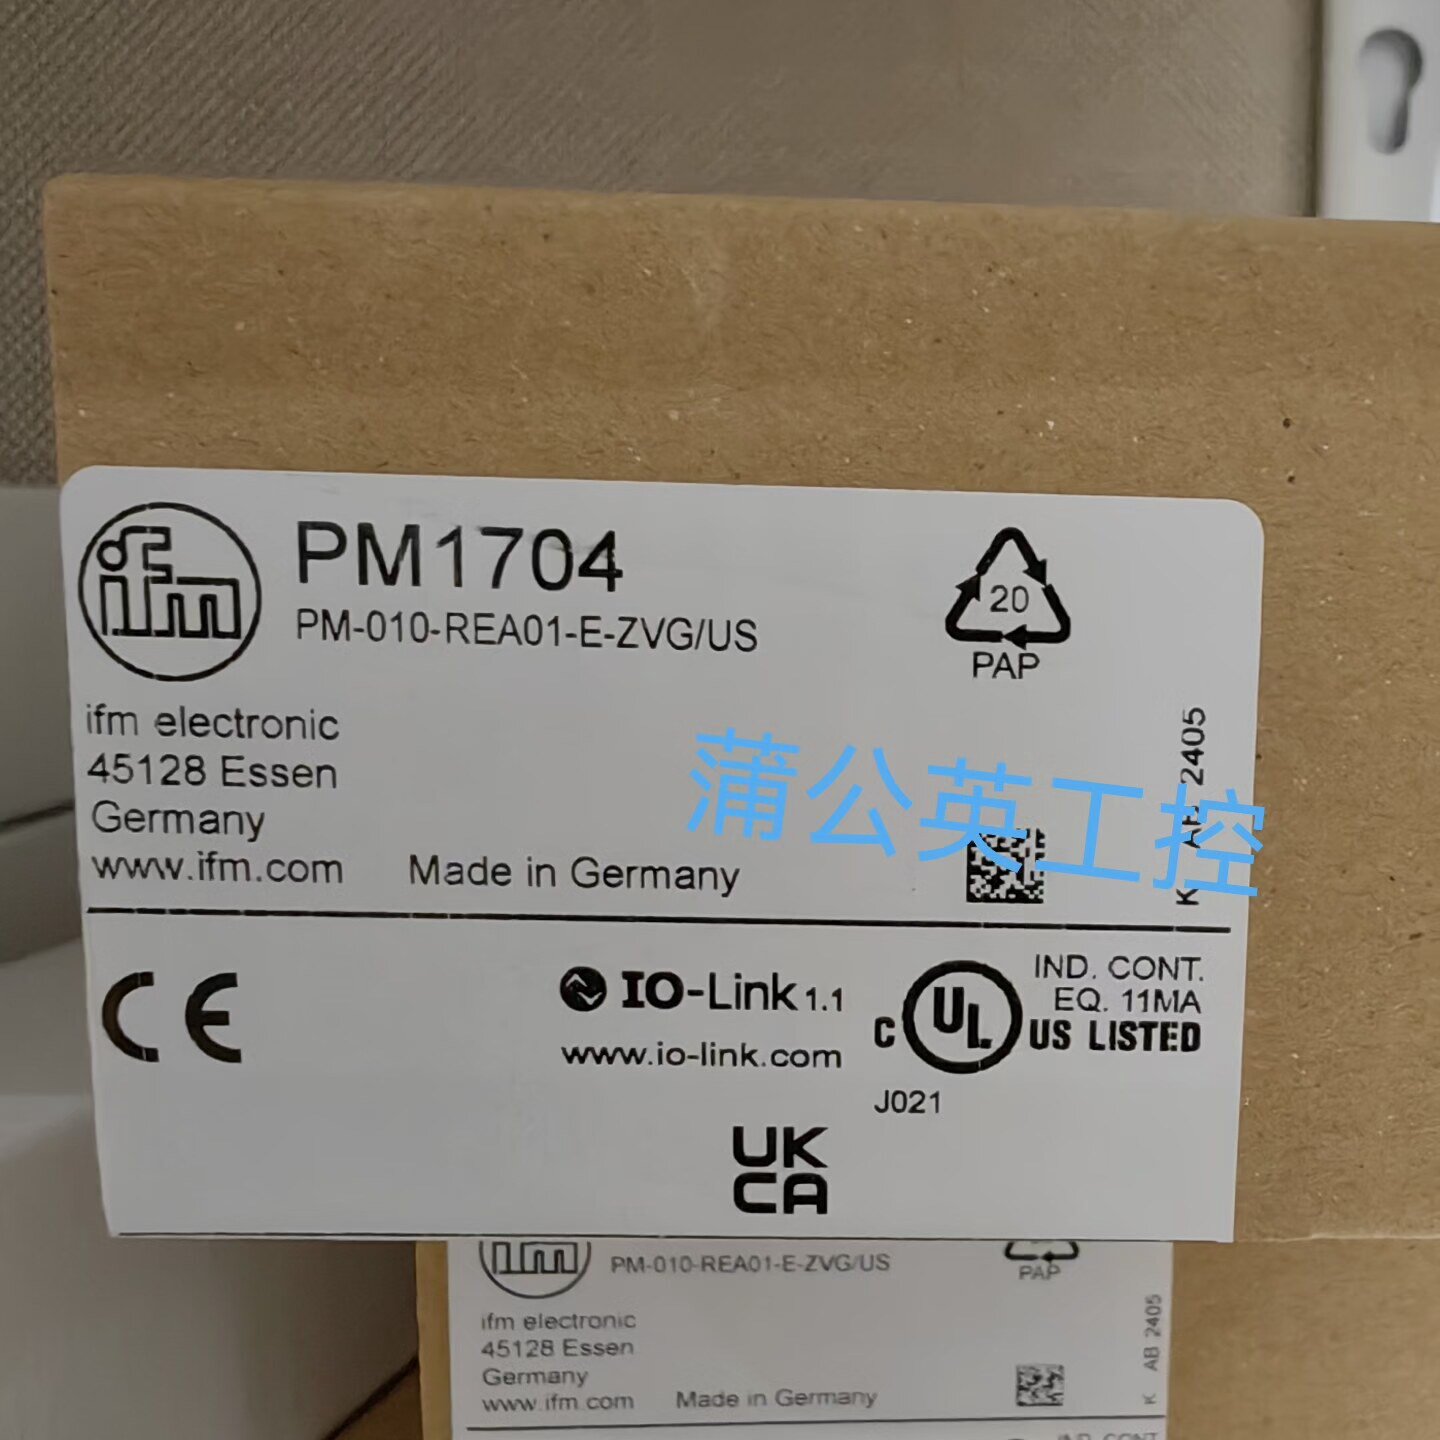 ifm
PM1704
PM-010-REA01-E-ZVG/US
20
PAP
ifm electronic
45128 Essen
Germany
www.ifm.com
Made in Germany
K AB 2405
蒲公英工控
CE
IO-Link 1.1
www.io-link.com
C UL US LISTED
IND. CONT.
EQ. 11MA
J021
UK
CA
ifm
PM-010-REA01-E-ZVG/US
PAP
ifm electronic
45128 Essen
Germany
www.ifm.com
Made in Germany
K AB 2405
IND. CONT.